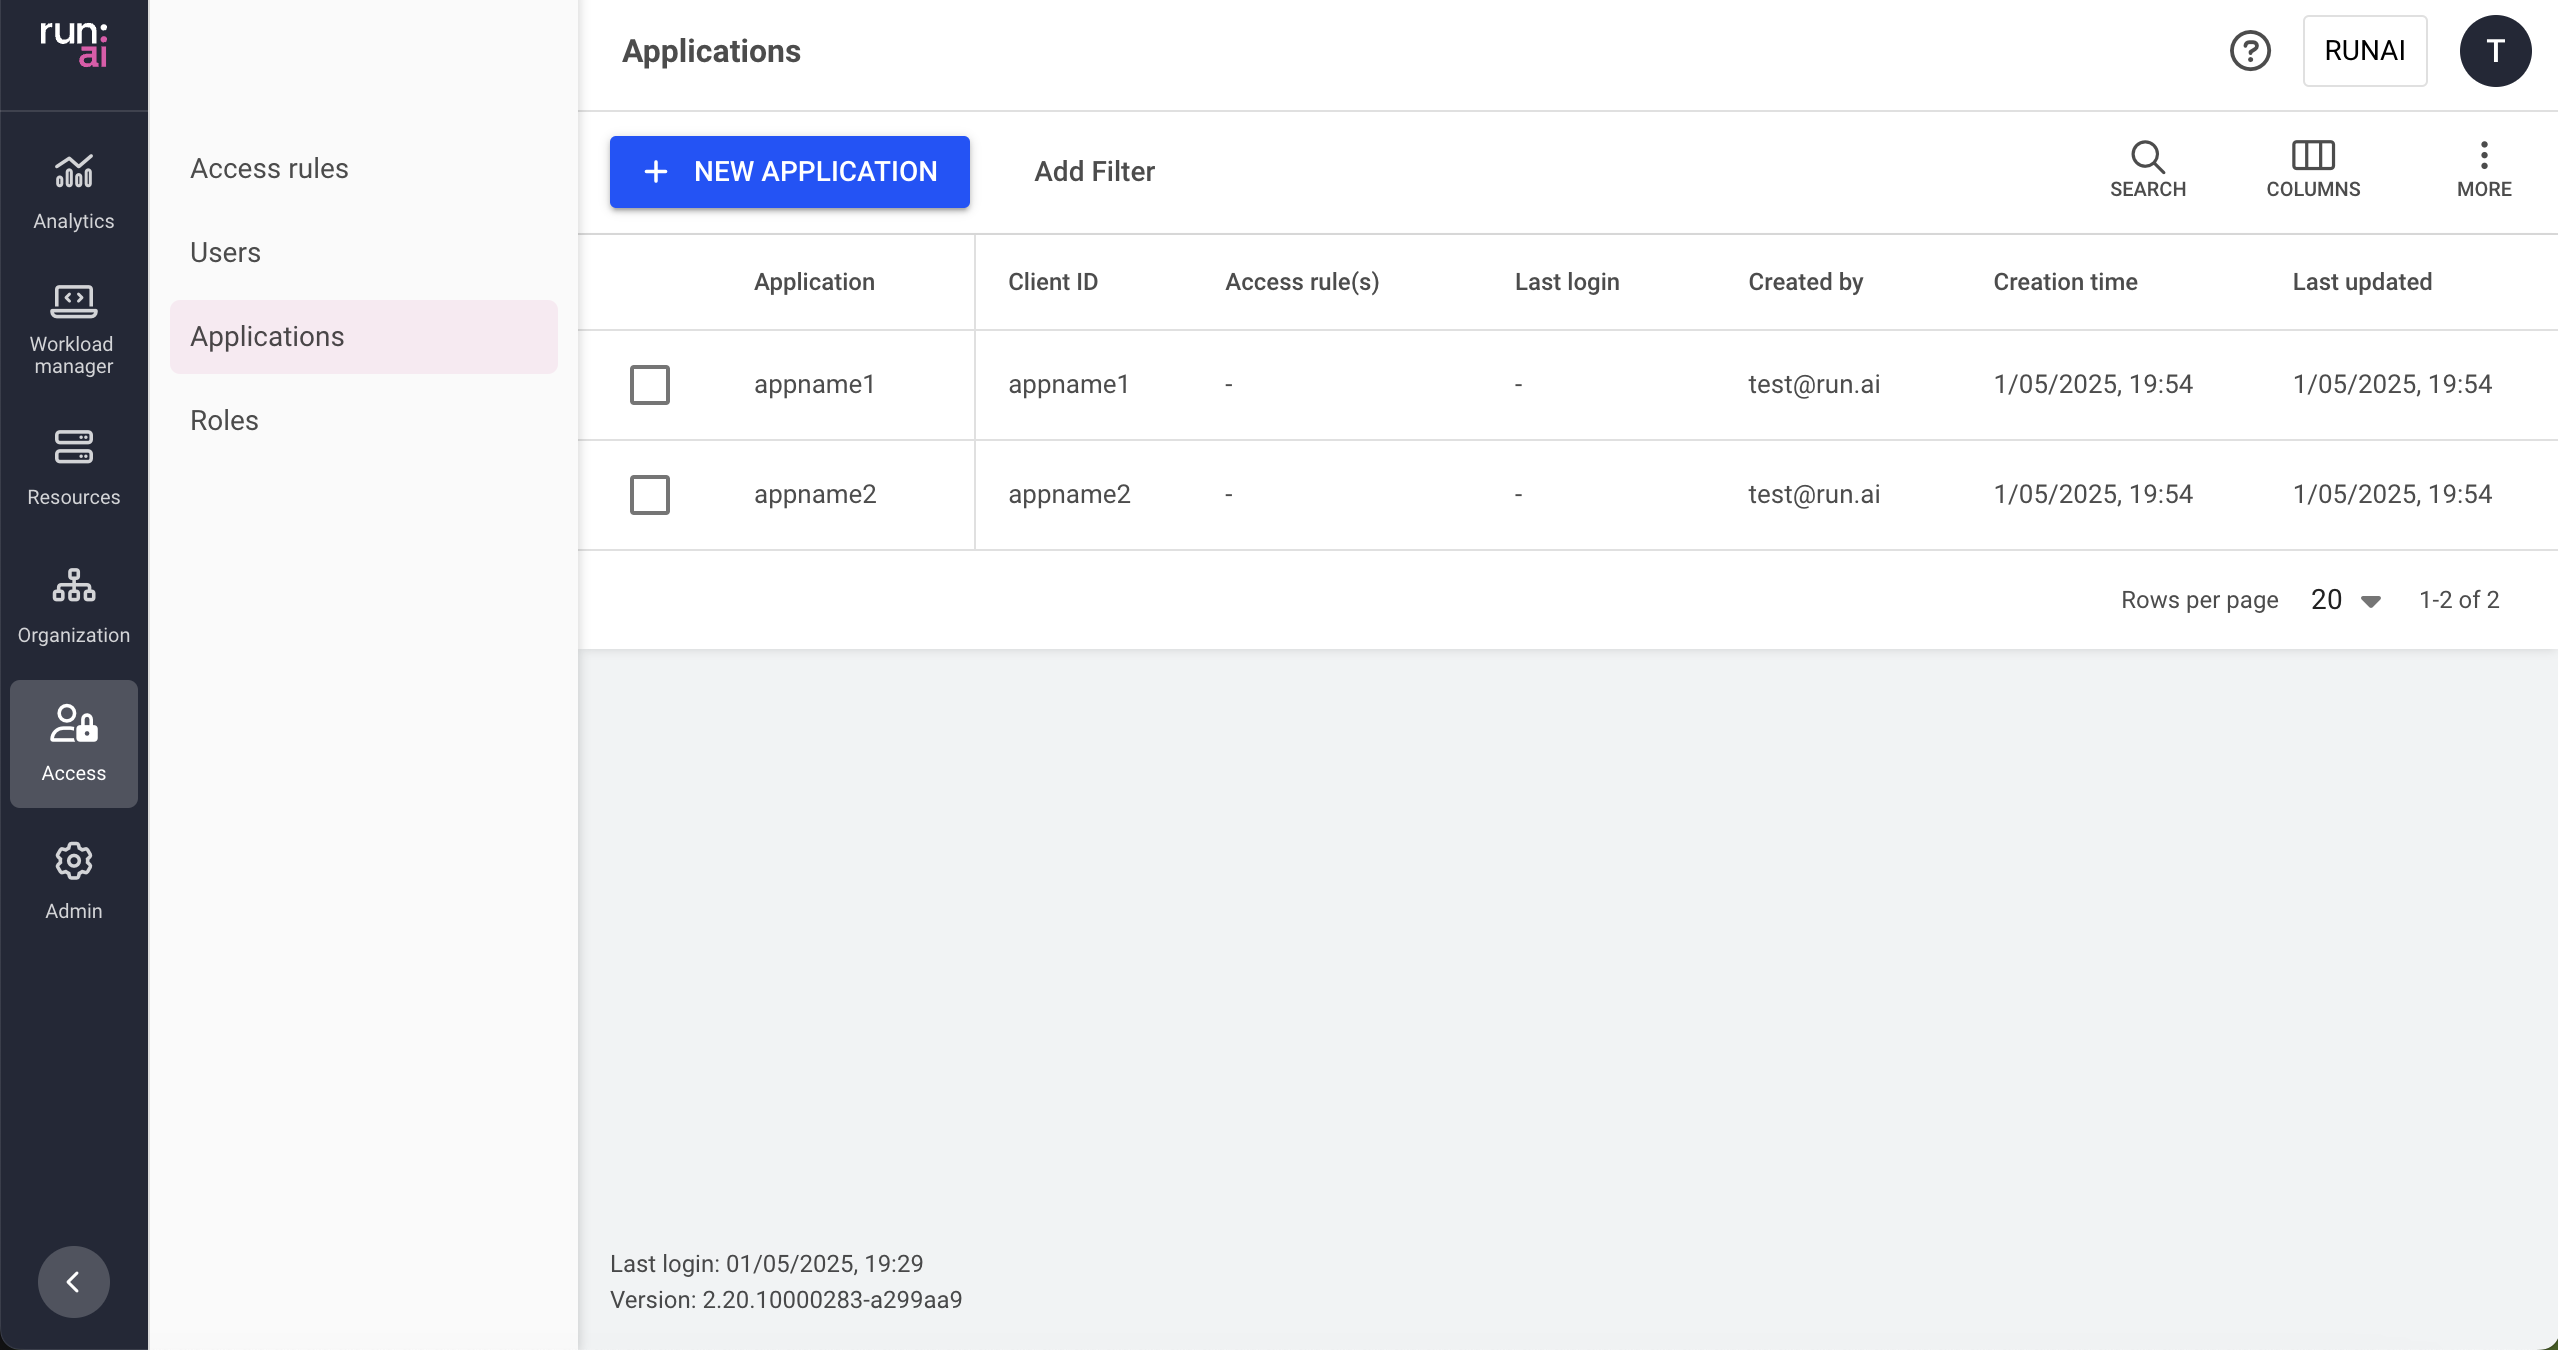 run:
ai
Analytics
Workload
manager
Resources
Organization
Access
Admin
Access rules
Users
Applications
Roles
Applications
RUNAI
T
+ NEW APPLICATION
Add Filter
SEARCH
COLUMNS
MORE
Application Client ID Access rule(s) Last login Created by Creation time Last updated
appname1 appname1 - - test@run.ai 1/05/2025, 19:54 1/05/2025, 19:54
appname2 appname2 - - test@run.ai 1/05/2025, 19:54 1/05/2025, 19:54
Rows per page 20 1-2 of 2
Last login: 01/05/2025, 19:29
Version: 2.20.10000283-a299aa9